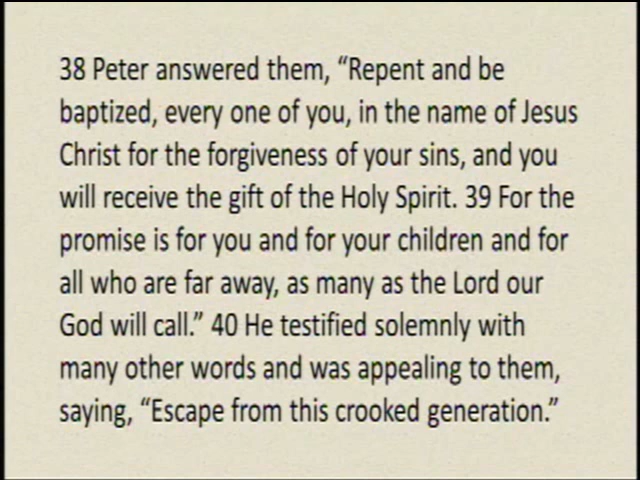 38 Peter answered them, “Repent and be
baptized, every one of you, in the name of Jesus
Christ for the forgiveness of your sins, and you
will receive the gift of the Holy Spirit. 39 For the
promise is for you and for your children and for
all who are far away, as many as the Lord our
God will call.” 40 He testified solemnly with
many other words and was appealing to them,
saying, “Escape from this crooked generation.”